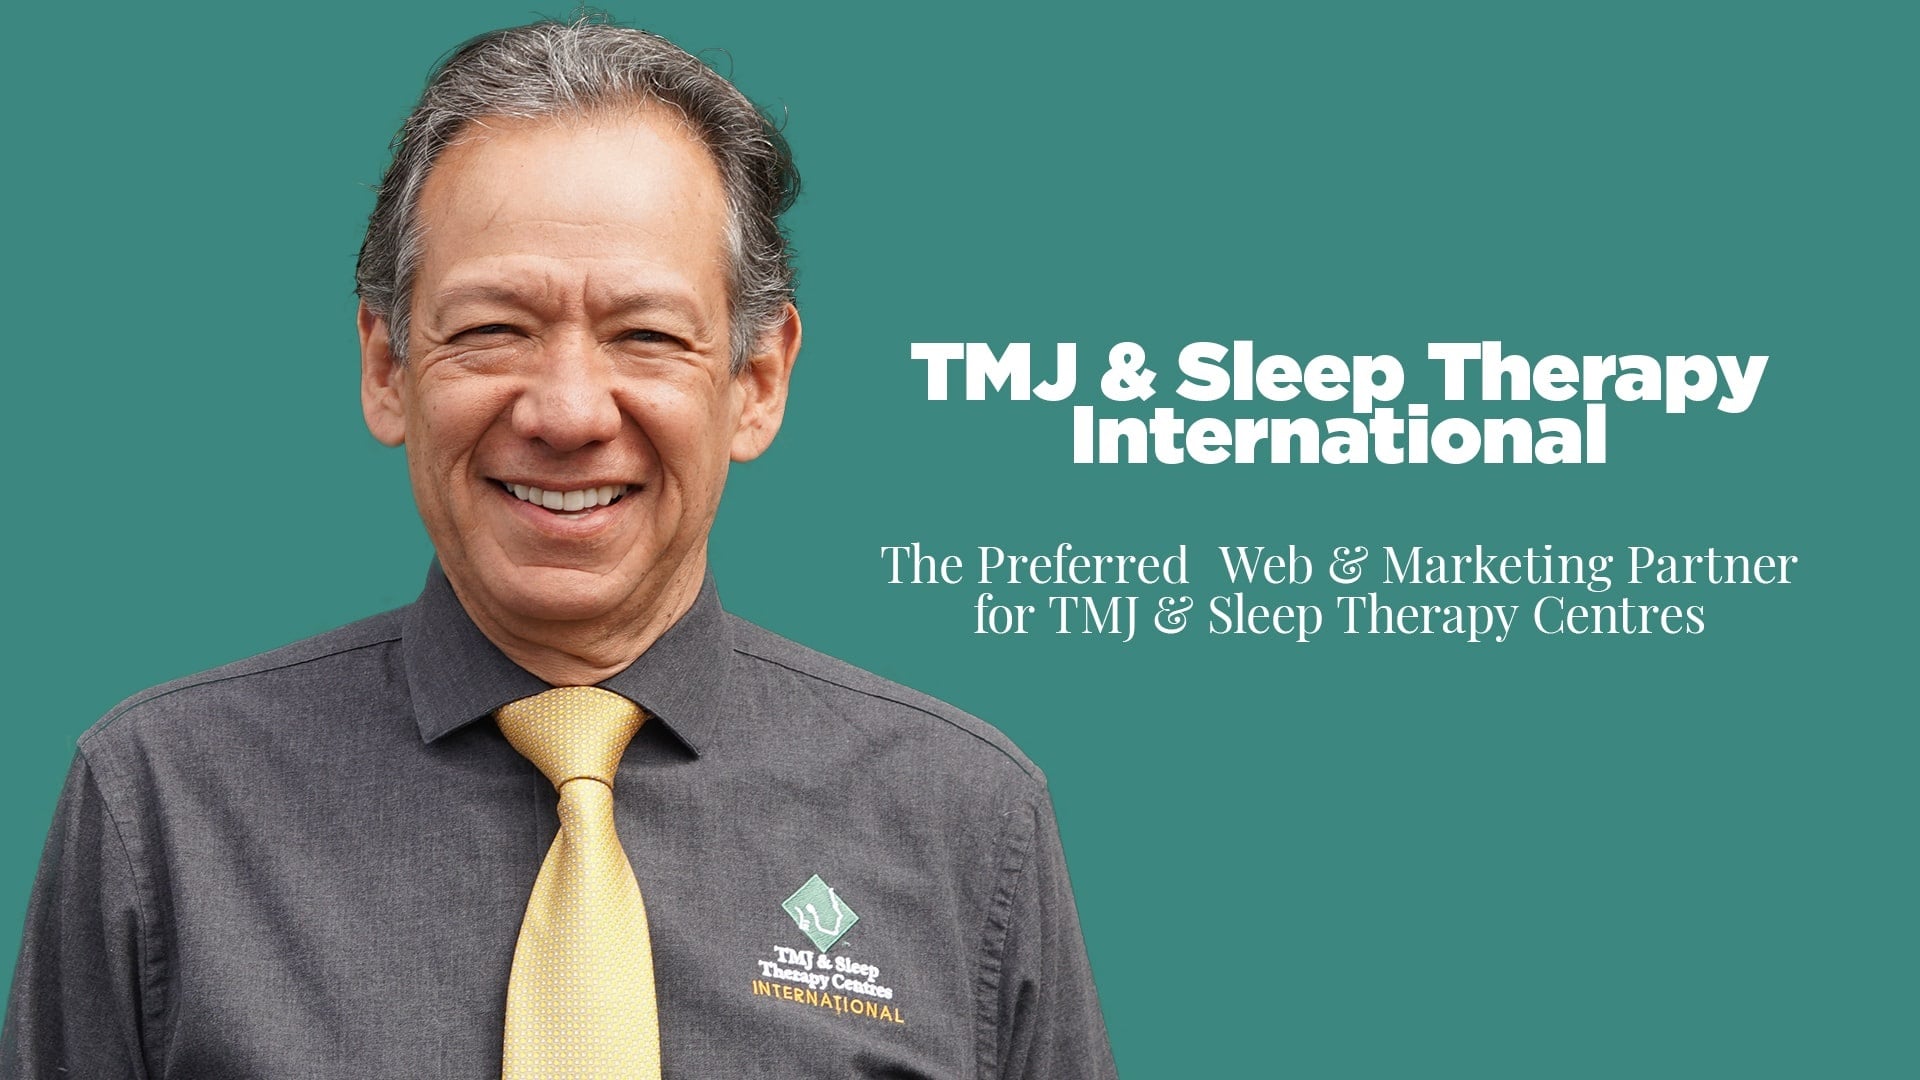 TMJ & Sleep Therapy
International
The Preferred  Web & Marketing Partner
for TMJ & Sleep Therapy Centres
TMJ & Sleep
Therapy Centres
INTERNATIONAL